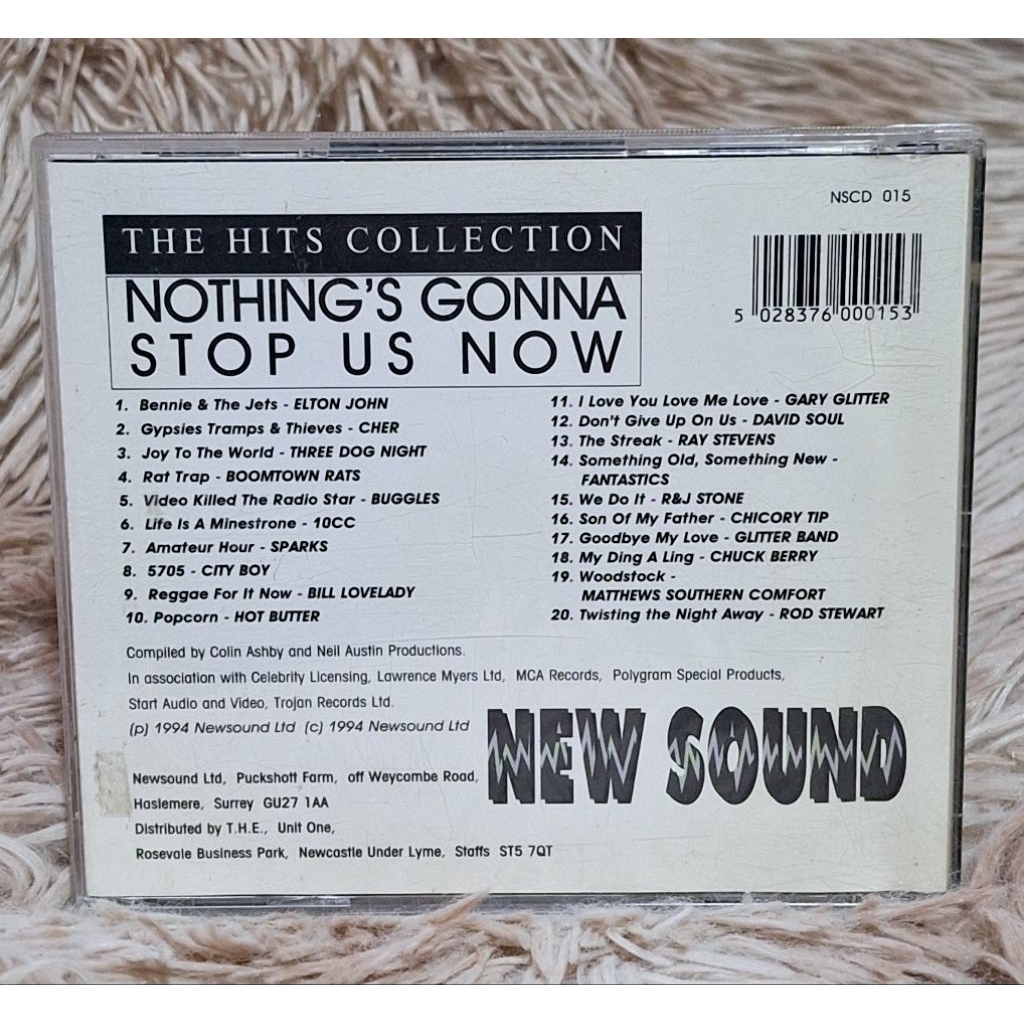 NSCD 015
THE HITS COLLECTION
NOTHING'S GONNA
STOP US NOW
5 028376 000153
1. Bennie & The Jets - ELTON JOHN
2. Gypsies Tramps & Thieves - CHER
3. Joy To The World - THREE DOG NIGHT
4. Rat Trap - BOOMTOWN RATS
5. Video Killed The Radio Star - BUGGLES
6. Life Is A Minestrone - 10CC
7. Amateur Hour - SPARKS
8. 5705 - CITY BOY
9. Reggae For It Now - BILL LOVELADY
10. Popcorn - HOT BUTTER
11. I Love You Love Me Love - GARY GLITTER
12. Don't Give Up On Us - DAVID SOUL
13. The Streak - RAY STEVENS
14. Something Old, Something New -
FANTASTICS
15. We Do It - R&J STONE
16. Son Of My Father - CHICORY TIP
17. Goodbye My Love - GLITTER BAND
18. My Ding A Ling - CHUCK BERRY
19. Woodstock -
MATTHEWS SOUTHERN COMFORT
20. Twisting the Night Away - ROD STEWART
Compiled by Colin Ashby and Neil Austin Productions.
In association with Celebrity Licensing, Lawrence Myers Ltd, MCA Records, Polygram Special Products,
Start Audio and Video, Trojan Records Ltd.
(p) 1994 Newsound Ltd (c) 1994 Newsound Ltd
NEW SOUND
Newsound Ltd, Puckshott Farm, off Weycombe Road,
Haslemere, Surrey GU27 1AA
Distributed by T.H.E., Unit One,
Rosevale Business Park, Newcastle Under Lyme, Staffs ST5 7QT